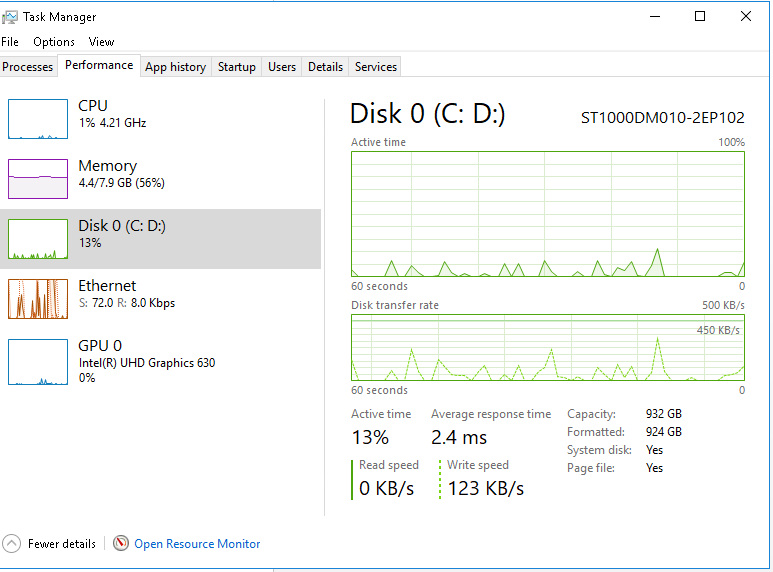 Task Manager
File Options View
Processes Performance App history Startup Users Details Services
CPU
1% 4.21 GHz
Memory
4.4/7.9 GB (56%)
Disk 0 (C: D:)
13%
Ethernet
S: 72.0 R: 8.0 Kbps
GPU 0
Intel(R) UHD Graphics 630
0%
Disk 0 (C: D:) ST1000DM010-2EP102
Active time 100%
60 seconds 0
Disk transfer rate 500 KB/s
450 KB/s
60 seconds 0
Active time Average response time
13% 2.4 ms
Read speed Write speed
0 KB/s 123 KB/s
Capacity: 932 GB
Formatted: 924 GB
System disk: Yes
Page file: Yes
Fewer details Open Resource Monitor